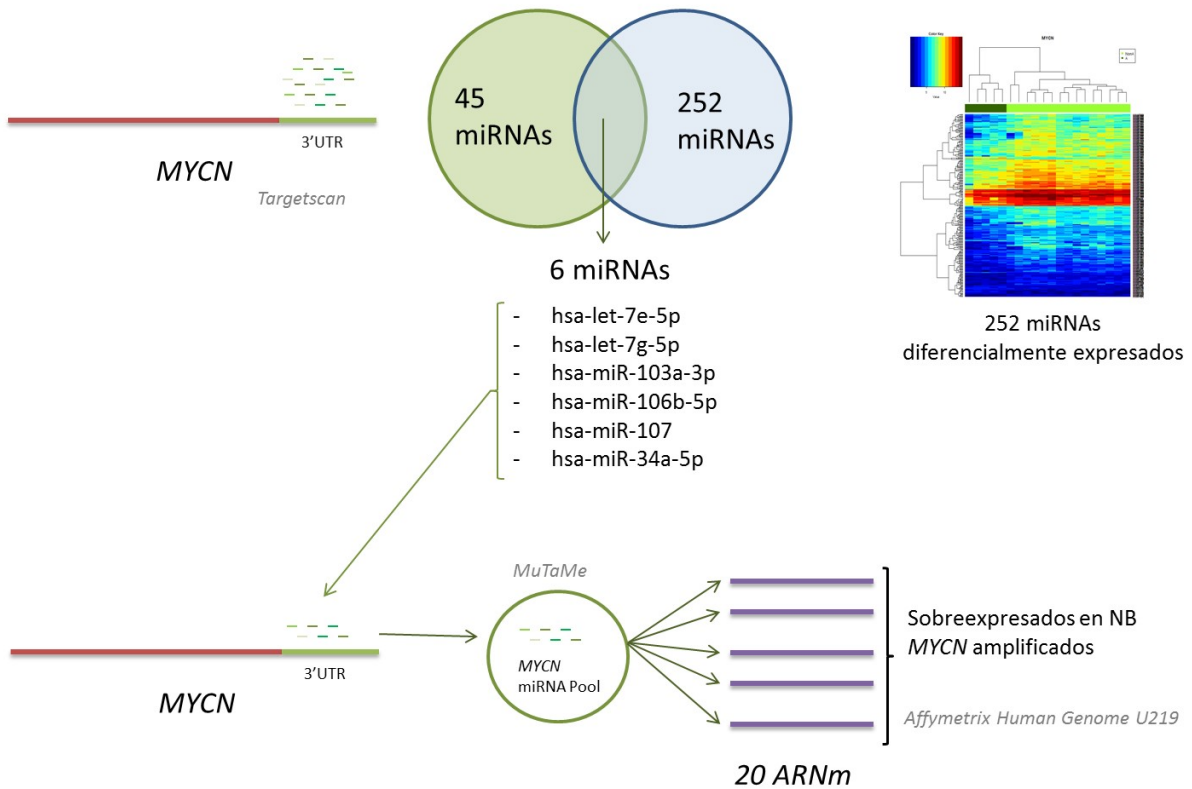 3'UTR
MYCN
Targetscan
45
miRNAs
252
miRNAs
Color Key
MYCN
252 miRNAs
diferencialmente expresados
6 miRNAs
- hsa-let-7e-5p
- hsa-let-7g-5p
- hsa-miR-103a-3p
- hsa-miR-106b-5p
- hsa-miR-107
- hsa-miR-34a-5p
3'UTR
MYCN
MuTaMe
MYCN
miRNA Pool
Sobreexpresados en NB
MYCN amplificados
Affymetrix Human Genome U219
20 ARNm